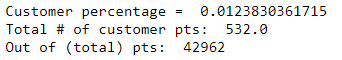 Customer percentage =  0.0123830361715
Total # of customer pts:  532.0
Out of (total) pts:  42962